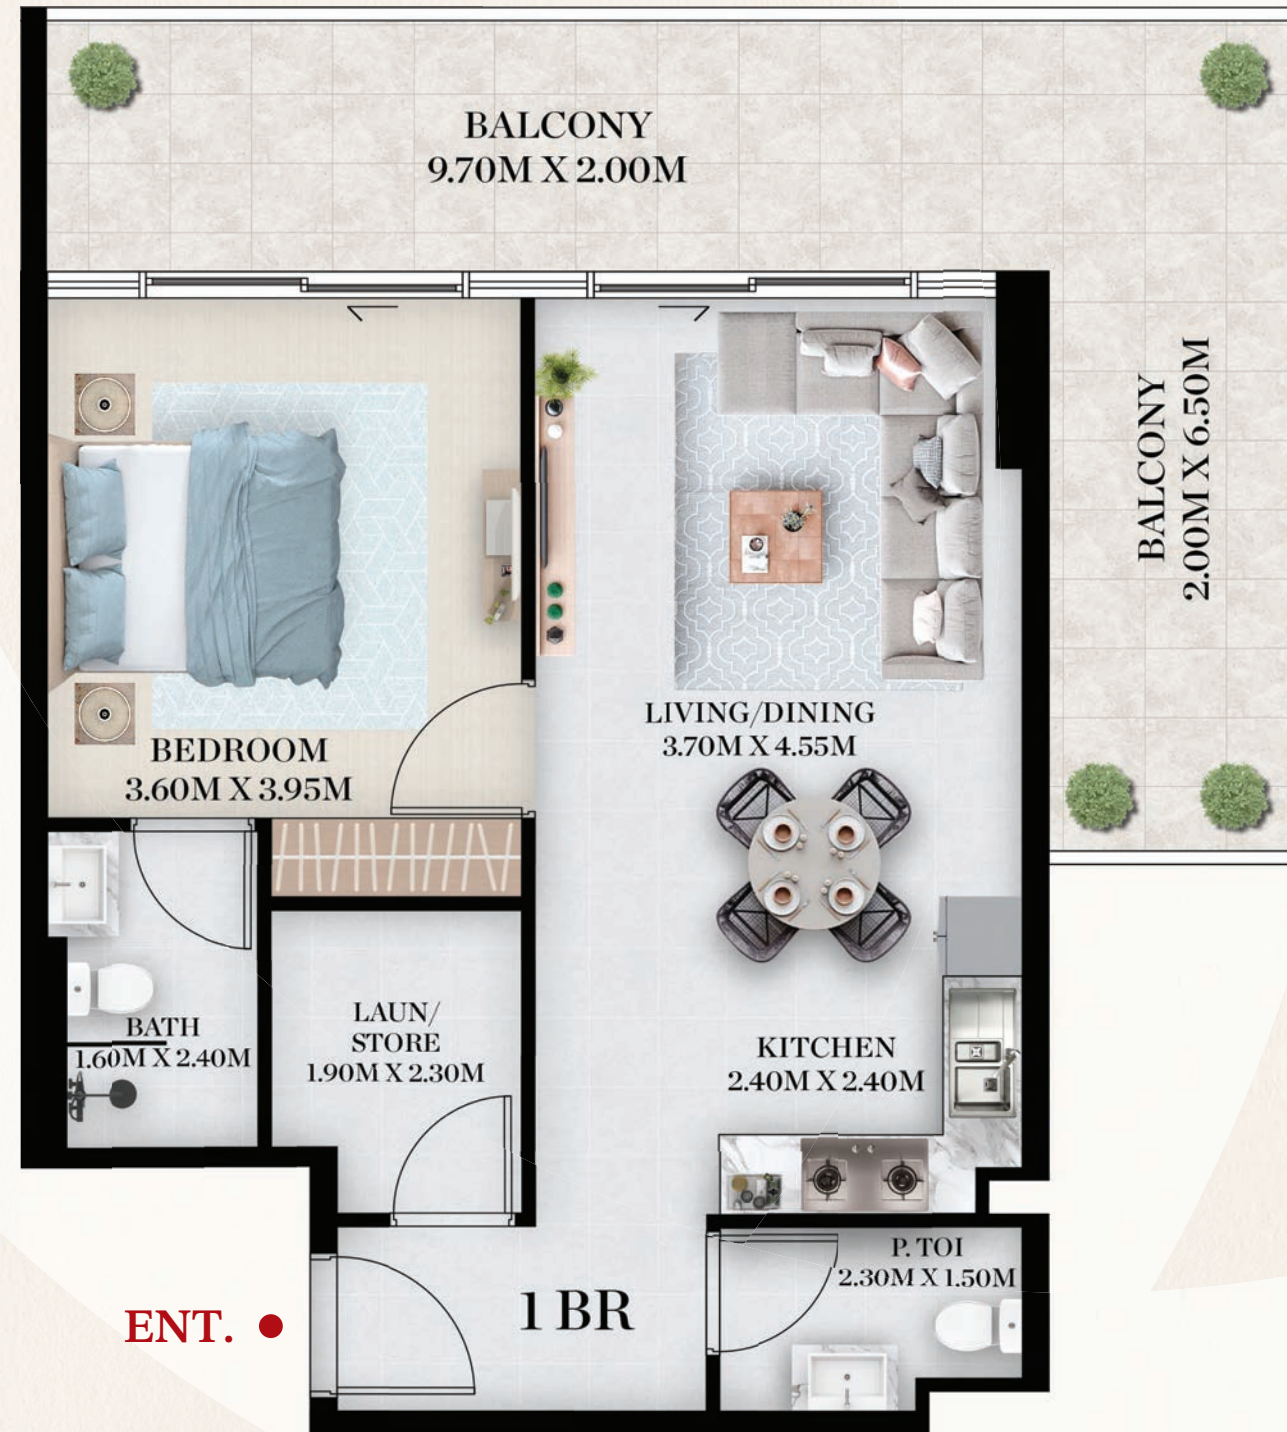 BALCONY
9.70M X 2.00M
BALCONY
2.00M X 6.50M
LIVING/DINING
3.70M X 4.55M
BEDROOM
3.60M X 3.95M
BATH
1.60M X 2.40M
LAUN/
STORE
1.90M X 2.30M
KITCHEN
2.40M X 2.40M
P. TOI
2.30M X 1.50M
1 BR
ENT.